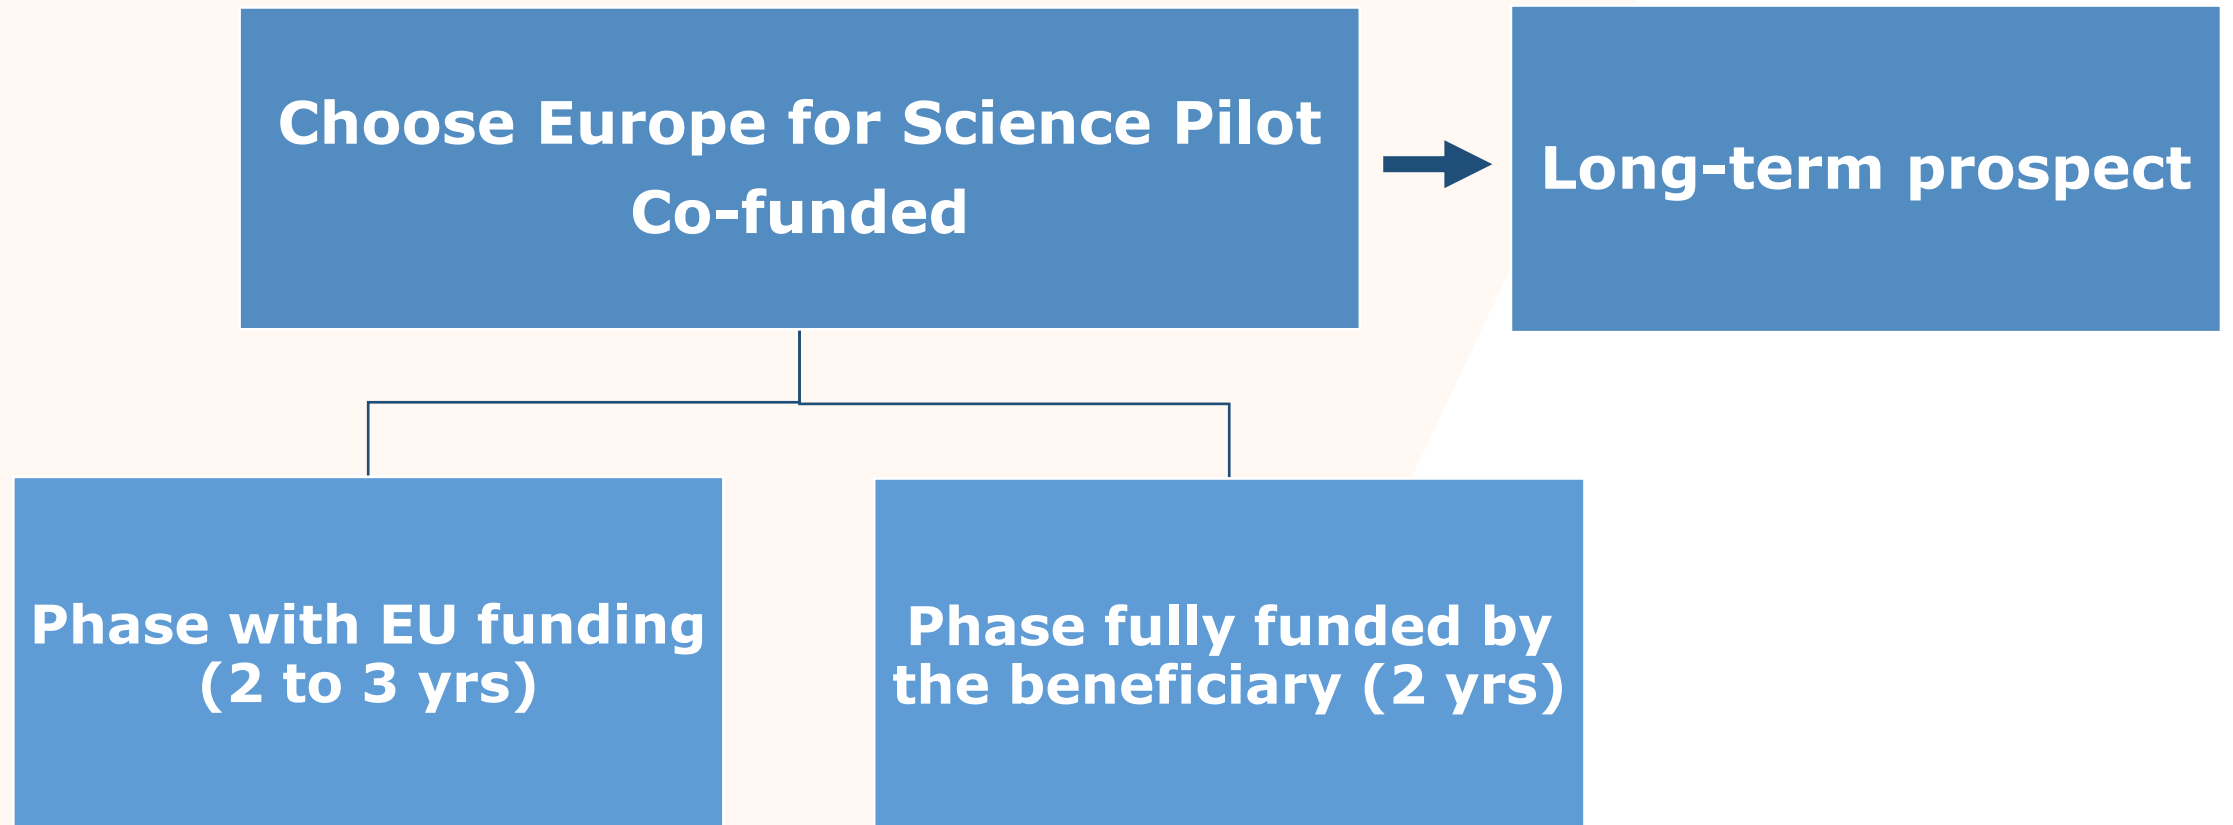 Choose Europe for Science Pilot
Co-funded
Long-term prospect
Phase with EU funding
(2 to 3 yrs)
Phase fully funded by
the beneficiary (2 yrs)